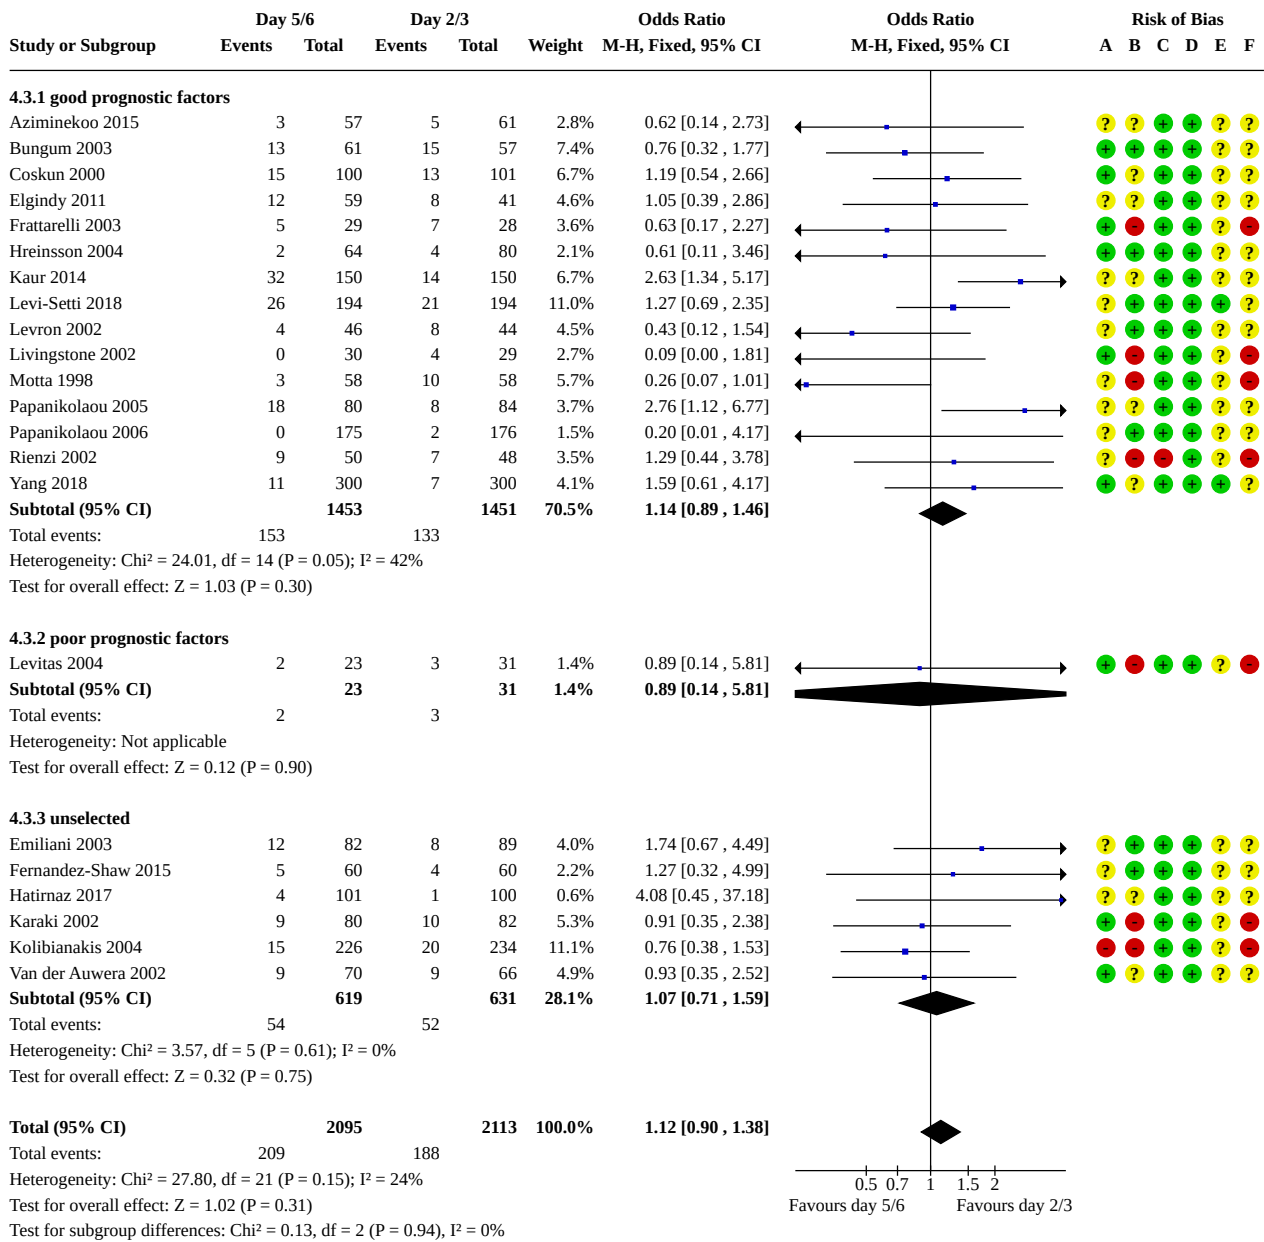 Day 5/6 Day 2/3 Odds Ratio Odds Ratio Risk of Bias
Study or Subgroup Events Total Events Total Weight M-H, Fixed, 95% CI M-H, Fixed, 95% CI A B C D E F
4.3.1 good prognostic factors
Aziminekoo 2015 3 57 5 61 2.8% 0.62 [0.14 , 2.73] ? ? + + ? ?
Bungum 2003 13 61 15 57 7.4% 0.76 [0.32 , 1.77] + + + + ? ?
Coskun 2000 15 100 13 101 6.7% 1.19 [0.54 , 2.66] + ? + + ? ?
Elgindy 2011 12 59 8 41 4.6% 1.05 [0.39 , 2.86] ? ? + + ? ?
Frattarelli 2003 5 29 7 28 3.6% 0.63 [0.17 , 2.27] + - + + ? -
Hreinsson 2004 2 64 4 80 2.1% 0.61 [0.11 , 3.46] + + + + ? ?
Kaur 2014 32 150 14 150 6.7% 2.63 [1.34 , 5.17] ? ? + + ? ?
Levi-Setti 2018 26 194 21 194 11.0% 1.27 [0.69 , 2.35] ? + + + + ?
Levron 2002 4 46 8 44 4.5% 0.43 [0.12 , 1.54] ? + + + ? ?
Livingstone 2002 0 30 4 29 2.7% 0.09 [0.00 , 1.81] + - + + ? -
Motta 1998 3 58 10 58 5.7% 0.26 [0.07 , 1.01] ? - + + ? -
Papanikolaou 2005 18 80 8 84 3.7% 2.76 [1.12 , 6.77] ? ? + + ? ?
Papanikolaou 2006 0 175 2 176 1.5% 0.20 [0.01 , 4.17] ? + + + ? ?
Rienzi 2002 9 50 7 48 3.5% 1.29 [0.44 , 3.78] ? - - + ? -
Yang 2018 11 300 7 300 4.1% 1.59 [0.61 , 4.17] + ? + + + ?
Subtotal (95% CI) 1453 1451 70.5% 1.14 [0.89 , 1.46]
Total events: 153 133
Heterogeneity: Chi² = 24.01, df = 14 (P = 0.05); I² = 42%
Test for overall effect: Z = 1.03 (P = 0.30)
4.3.2 poor prognostic factors
Levitas 2004 2 23 3 31 1.4% 0.89 [0.14 , 5.81] + - + + ? -
Subtotal (95% CI) 23 31 1.4% 0.89 [0.14 , 5.81]
Total events: 2 3
Heterogeneity: Not applicable
Test for overall effect: Z = 0.12 (P = 0.90)
4.3.3 unselected
Emiliani 2003 12 82 8 89 4.0% 1.74 [0.67 , 4.49] ? + + + ? ?
Fernandez-Shaw 2015 5 60 4 60 2.2% 1.27 [0.32 , 4.99] ? + + + ? ?
Hatirnaz 2017 4 101 1 100 0.6% 4.08 [0.45 , 37.18] ? ? + + ? ?
Karaki 2002 9 80 10 82 5.3% 0.91 [0.35 , 2.38] + - + + ? -
Kolibianakis 2004 15 226 20 234 11.1% 0.76 [0.38 , 1.53] - - + + ? -
Van der Auwera 2002 9 70 9 66 4.9% 0.93 [0.35 , 2.52] + ? + + ? ?
Subtotal (95% CI) 619 631 28.1% 1.07 [0.71 , 1.59]
Total events: 54 52
Heterogeneity: Chi² = 3.57, df = 5 (P = 0.61); I² = 0%
Test for overall effect: Z = 0.32 (P = 0.75)
Total (95% CI) 2095 2113 100.0% 1.12 [0.90 , 1.38]
Total events: 209 188
Heterogeneity: Chi² = 27.80, df = 21 (P = 0.15); I² = 24%
0.5 0.7 1 1.5 2
Test for overall effect: Z = 1.02 (P = 0.31)
Favours day 5/6 Favours day 2/3
Test for subgroup differences: Chi² = 0.13, df = 2 (P = 0.94), I² = 0%